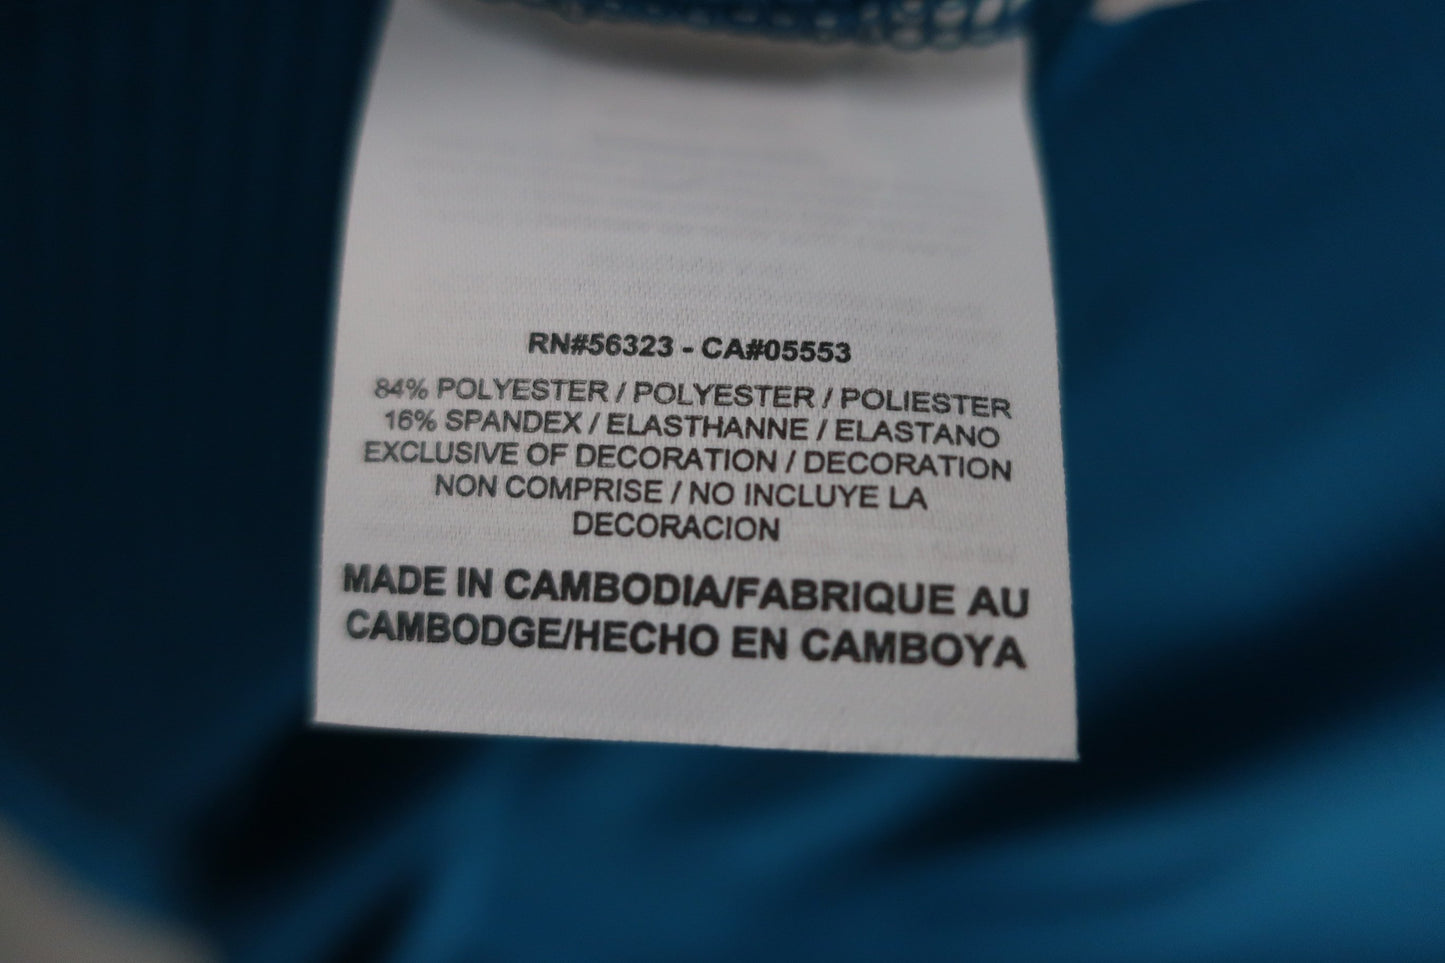 RN#56323 - CA#05553
84% POLYESTER / POLYESTER / POLIESTER
16% SPANDEX / ELASTHANNE / ELASTANO
EXCLUSIVE OF DECORATION / DECORATION
NON COMPRISE / NO INCLUYE LA
DECORACION
MADE IN CAMBODIA/FABRIQUE AU
CAMBODGE/HECHO EN CAMBOYA